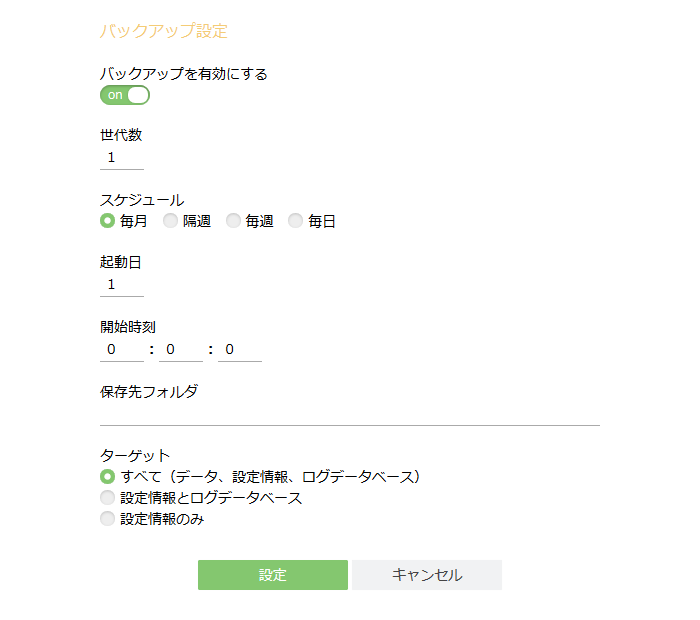 バックアップ設定
バックアップを有効にする
on
世代数
1
スケジュール
毎月 隔週 毎週 毎日
起動日
1
開始時刻
0 : 0 : 0
保存先フォルダ
ターゲット
すべて（データ、設定情報、ログデータベース）
設定情報とログデータベース
設定情報のみ
設定 キャンセル